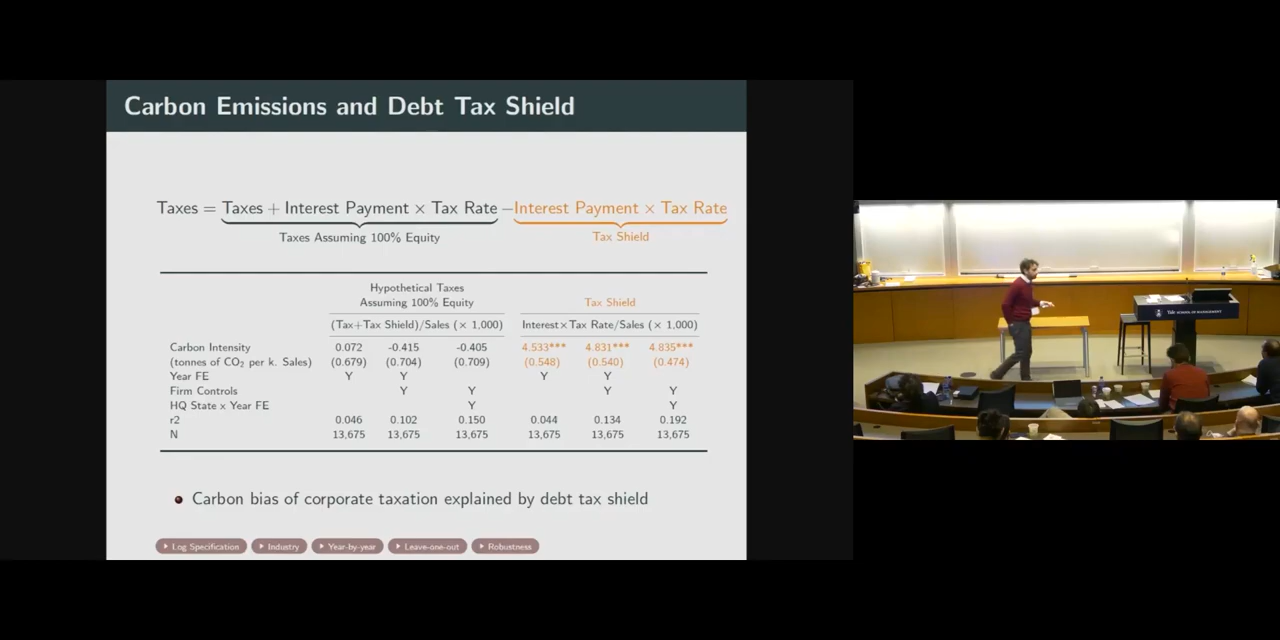 Carbon Emissions and Debt Tax Shield
Taxes = Taxes + Interest Payment × Tax Rate −Interest Payment × Tax Rate
Taxes Assuming 100% Equity Tax Shield
Hypothetical Taxes
Assuming 100% Equity Tax Shield
(Tax+Tax Shield)/Sales (× 1,000) Interest×Tax Rate/Sales (× 1,000)
Carbon Intensity 0.072 -0.415 -0.405 4.533*** 4.831*** 4.835***
(tonnes of CO₂ per k. Sales) (0.679) (0.704) (0.709) (0.548) (0.540) (0.474)
Year FE Y Y Y Y
Firm Controls Y Y Y Y
HQ State x Year FE Y Y
r2 0.046 0.102 0.150 0.044 0.134 0.192
N 13,675 13,675 13,675 13,675 13,675 13,675
Carbon bias of corporate taxation explained by debt tax shield
Log Specification Industry Year-by-year Leave-one-out Robustness
Yale SCHOOL OF MANAGEMENT